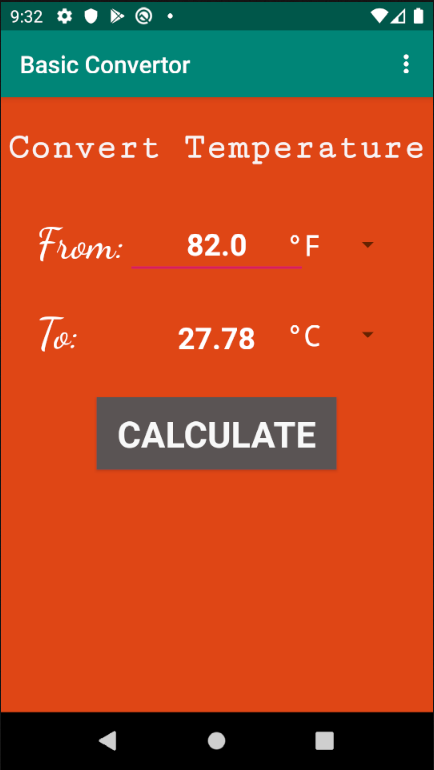 9:32
Basic Convertor
Convert Temperature
From: 82.0 °F
To: 27.78 °C
CALCULATE